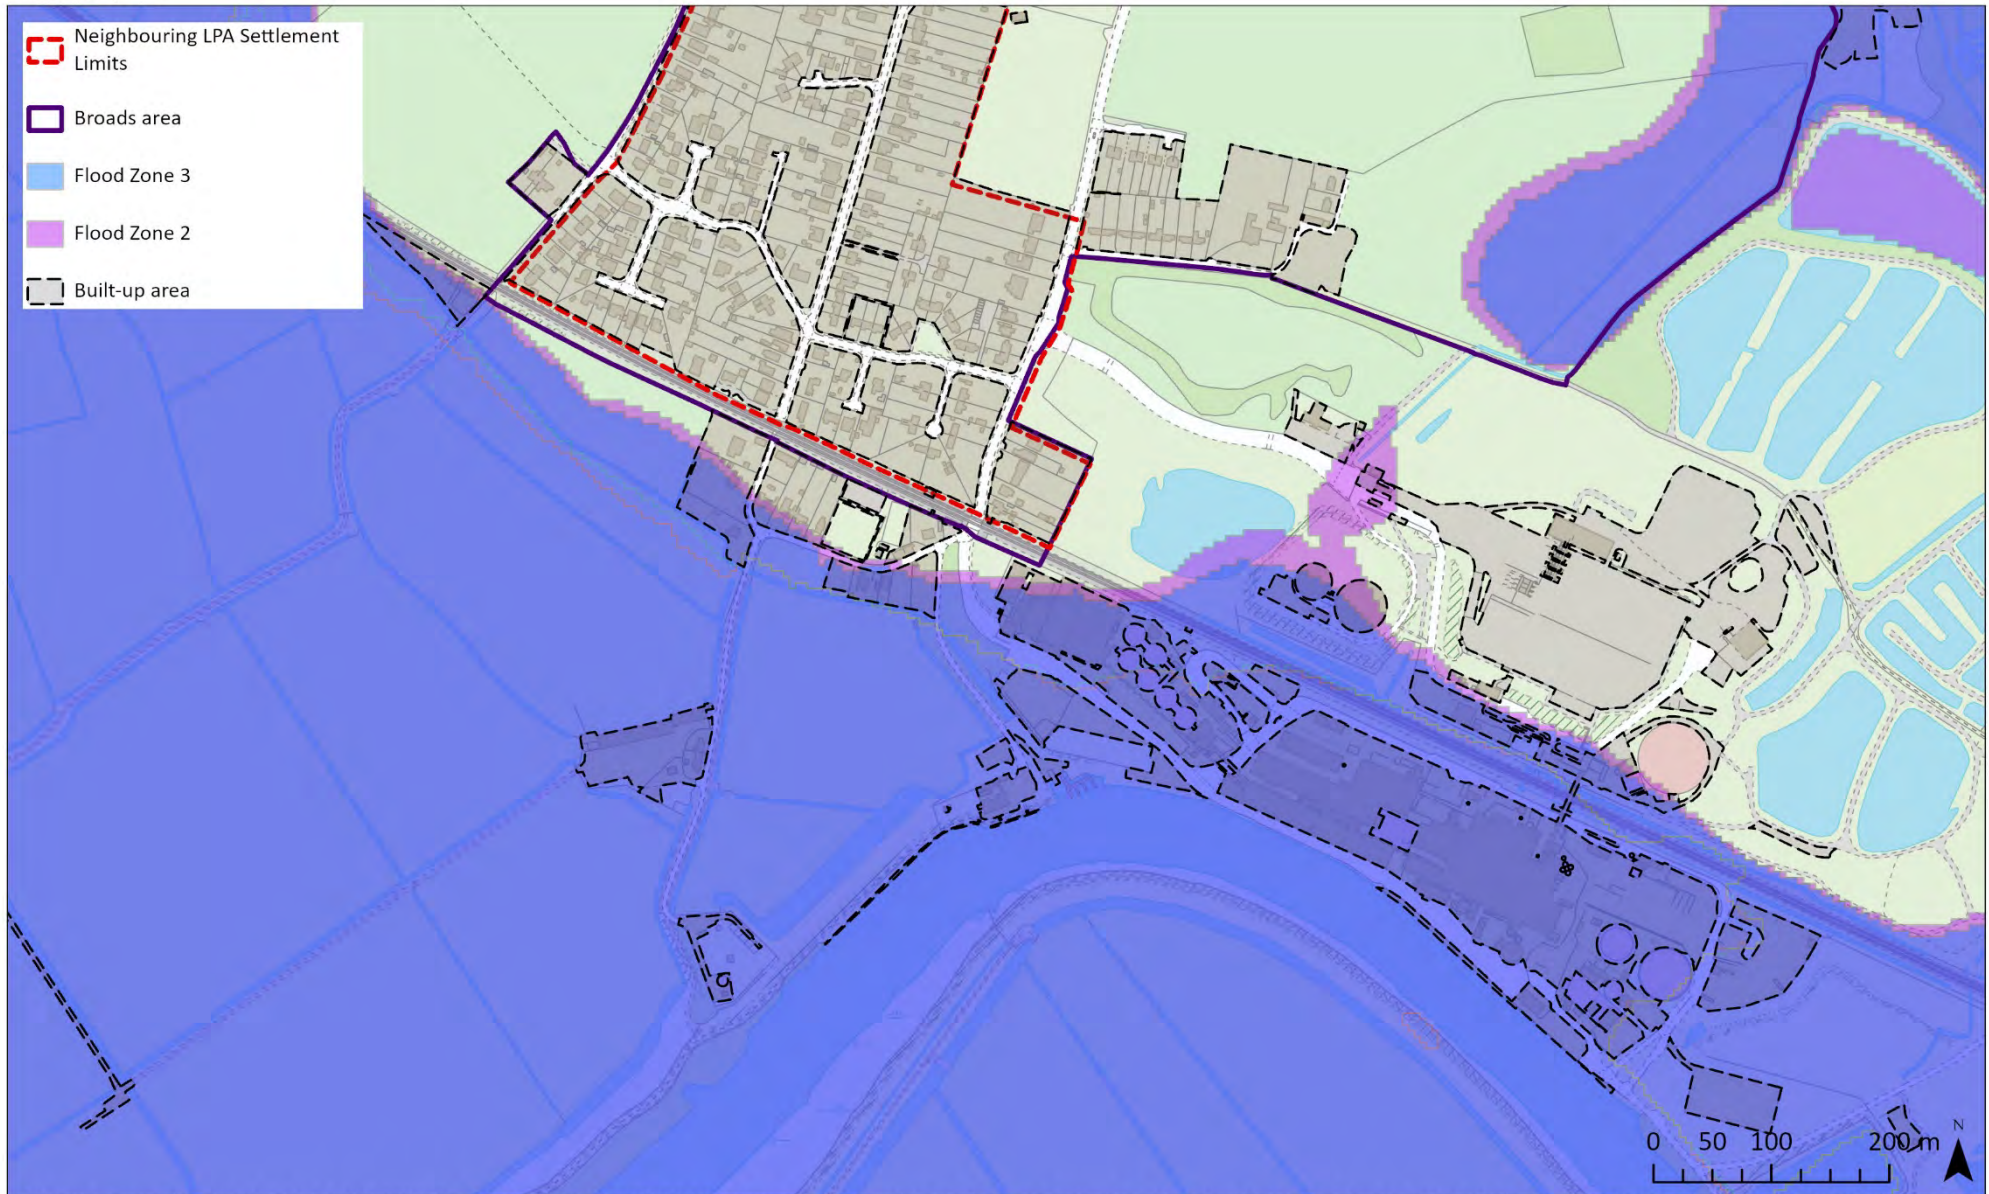 Neighbouring LPA Settlement
Limits
Broads area
Flood Zone 3
Flood Zone 2
Built-up area
N
0 50 100 200 m